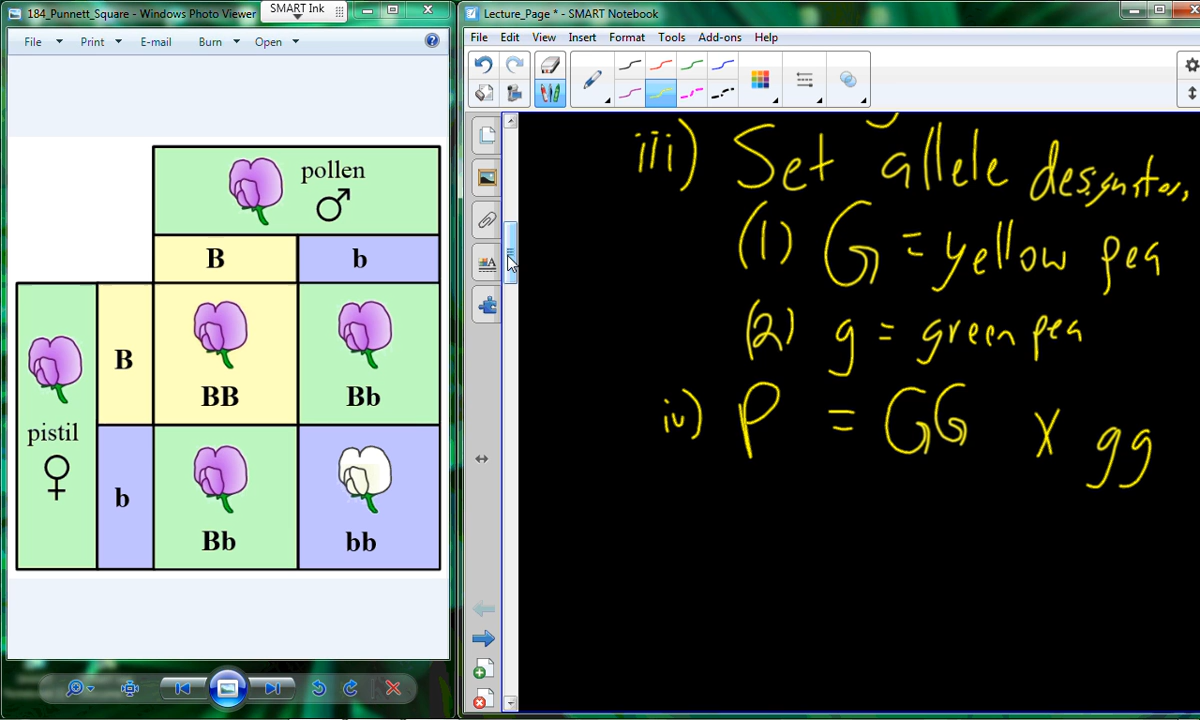 184_Punnett_Square - Windows Photo Viewer
SMART Ink
File Print E-mail Burn Open
pollen
♂
B b
pistil
♀
B
BB Bb
b
Bb bb
Lecture_Page * - SMART Notebook
File Edit View Insert Format Tools Add-ons Help
iii) Set allele
(1) G = yellow pea
(2) g = green pea
iv) P = GG X gg